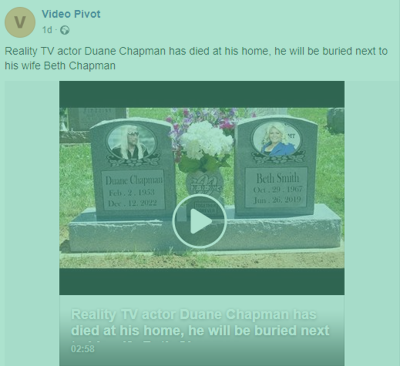 V
Video Pivot
1d
Reality TV actor Duane Chapman has died at his home, he will be buried next to
his wife Beth Chapman
Duane Chapman
Feb . 2 . 1953
Dec . 12. 2022
Beth Smith
Oct . 29 . 1967
Jun . 26 . 2019
Reality TV actor Duane Chapman has
died at his home, he will be buried next
02:58